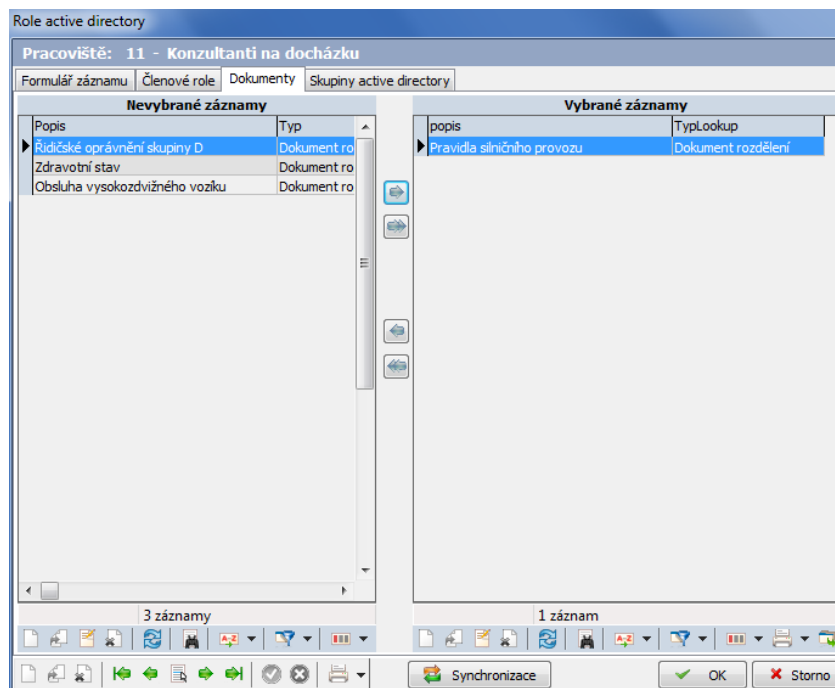 Role active directory
Pracoviště: 11 - Konzultanti na docházku
Formulář záznamu Členové role Dokumenty Skupiny active directory
Nevybrané záznamy
Popis Typ
Řidičské oprávnění skupiny D Dokument ro
Zdravotní stav Dokument ro
Obsluha vysokozdvižného vozíku Dokument ro
3 záznamy
Vybrané záznamy
popis TypLookup
Pravidla silničního provozu Dokument rozdělení
1 záznam
Synchronizace OK Storno